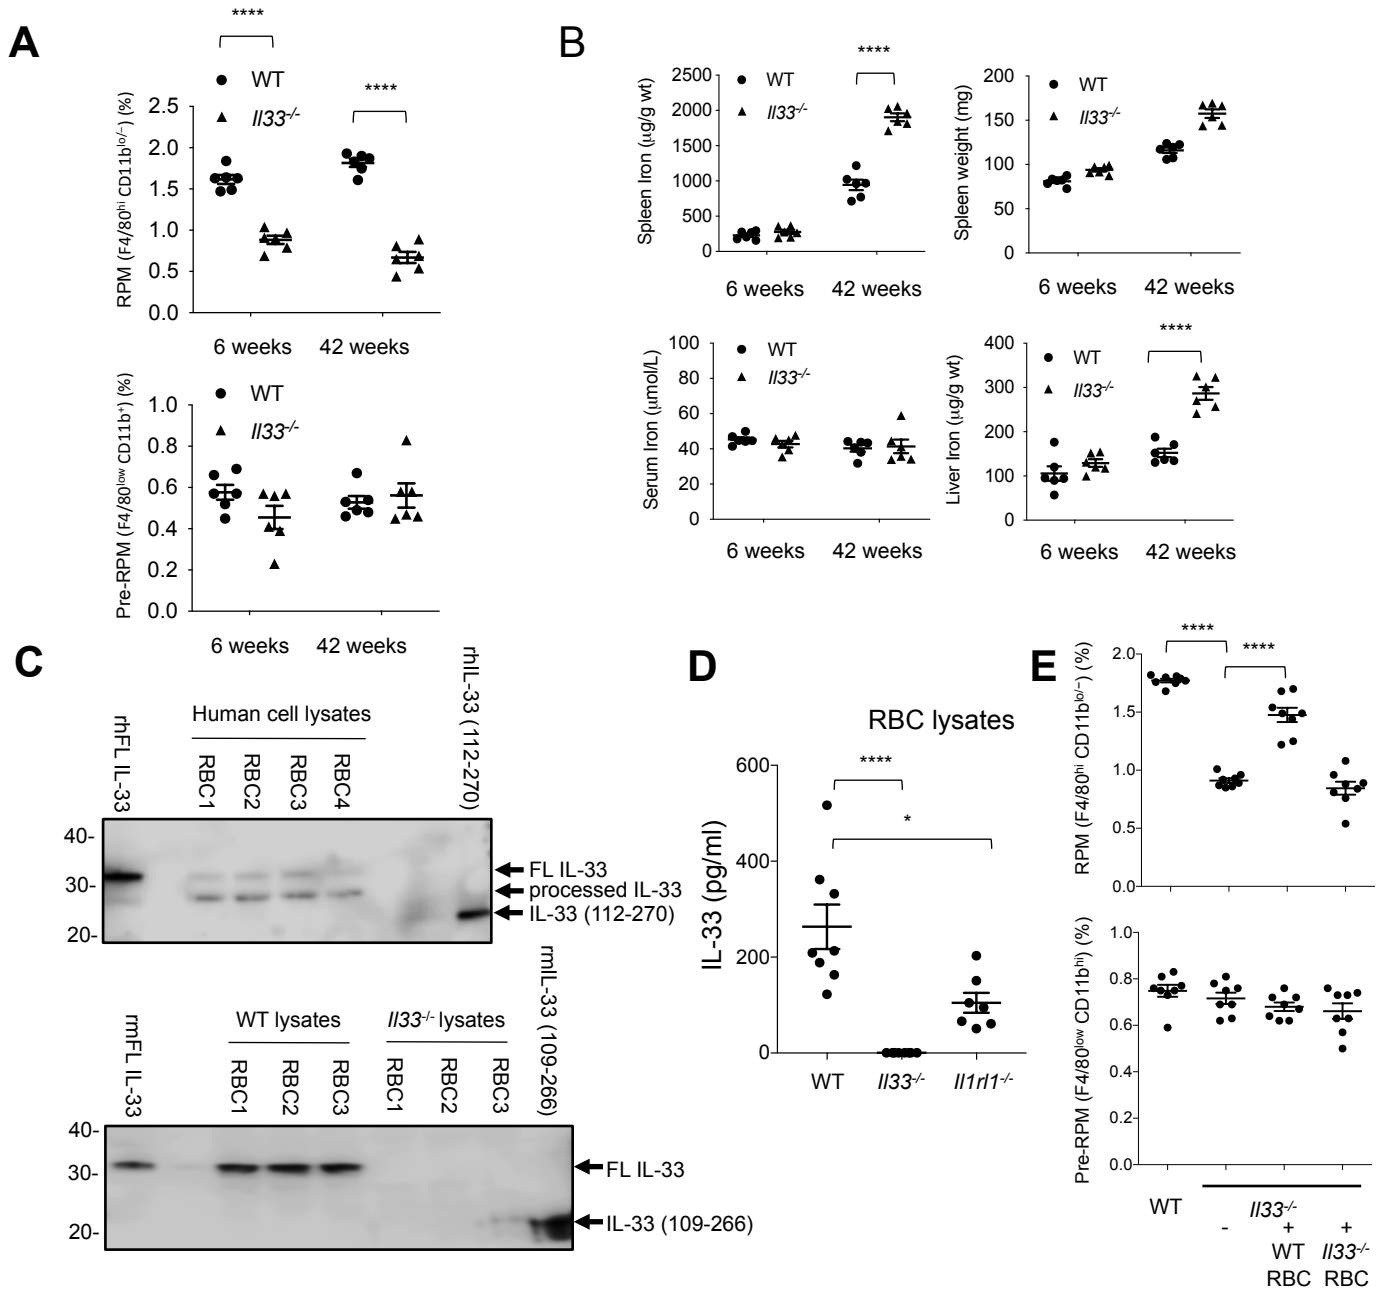 A
****
****
WT
Il33-/-
RPM (F4/80hi CD11blo/−) (%)
2.5
2.0
1.5
1.0
0.5
0.0
6 weeks
42 weeks
WT
Il33-/-
Pre-RPM (F4/80low CD11b+) (%)
1.0
0.8
0.6
0.4
0.2
0.0
6 weeks
42 weeks
B
****
WT
Il33-/-
Spleen Iron (µg/g wt)
2500
2000
1500
1000
500
0
6 weeks
42 weeks
WT
Il33-/-
Spleen weight (mg)
200
150
100
50
0
6 weeks
42 weeks
WT
Il33-/-
Serum Iron (µmol/L)
100
80
60
40
20
0
6 weeks
42 weeks
****
WT
Il33-/-
Liver Iron (µg/g wt)
400
300
200
100
0
6 weeks
42 weeks
C
Human cell lysates
rhFL IL-33
RBC1
RBC2
RBC3
RBC4
rhIL-33 (112-270)
40-
30-
20-
FL IL-33
processed IL-33
IL-33 (112-270)
WT lysates
Il33-/- lysates
rmFL IL-33
RBC1
RBC2
RBC3
RBC1
RBC2
RBC3
rmIL-33 (109-266)
40-
30-
20-
FL IL-33
IL-33 (109-266)
D
RBC lysates
****
*
IL-33 (pg/ml)
600
400
200
0
WT
Il33-/-
Il1rl1-/-
E
****
****
RPM (F4/80hi CD11blo/−) (%)
2.0
1.5
1.0
0.5
0.0
Pre-RPM (F4/80low CD11bhi) (%)
1.0
0.8
0.6
0.4
0.2
0.0
WT
Il33-/-
- + +
WT Il33-/-
RBC RBC